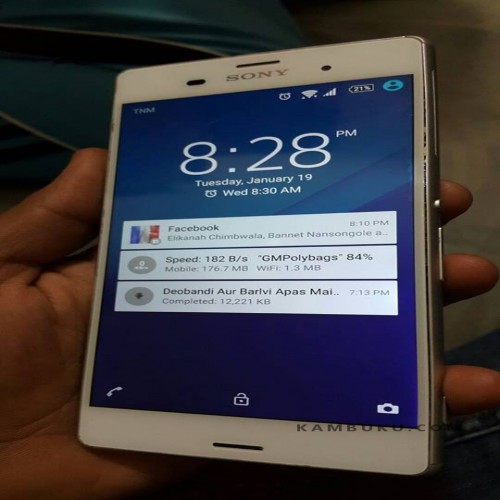 SONY
TNM
21%
8:28 PM
Tuesday, January 19
Wed 8:30 AM
Facebook 8:10 PM
Elikanah Chimbwala, Bannet Nansongole a..
Speed: 182 B/s "GMPolybags" 84%
Mobile: 176.7 MB WiFi: 1.3 MB
Deobandi Aur Barlvi Apas Mai.. 7:13 PM
Completed: 12,221 KB
KAMBUKU.CO